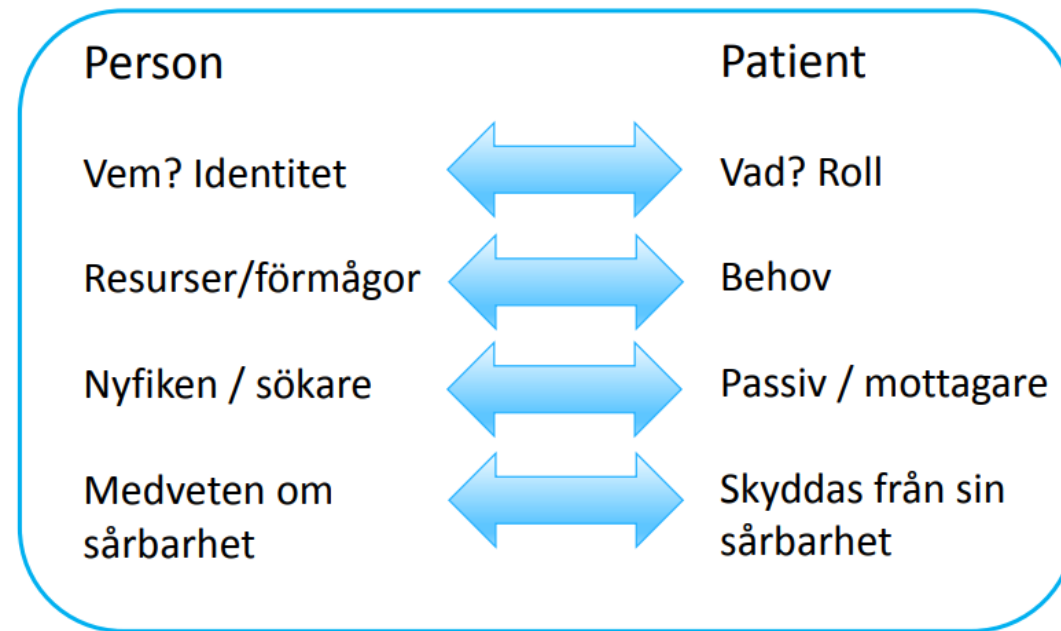 Person Patient
Vem? Identitet Vad? Roll
Resurser/förmågor Behov
Nyfiken / sökare Passiv / mottagare
Medveten om Skyddas från sin
sårbarhet sårbarhet